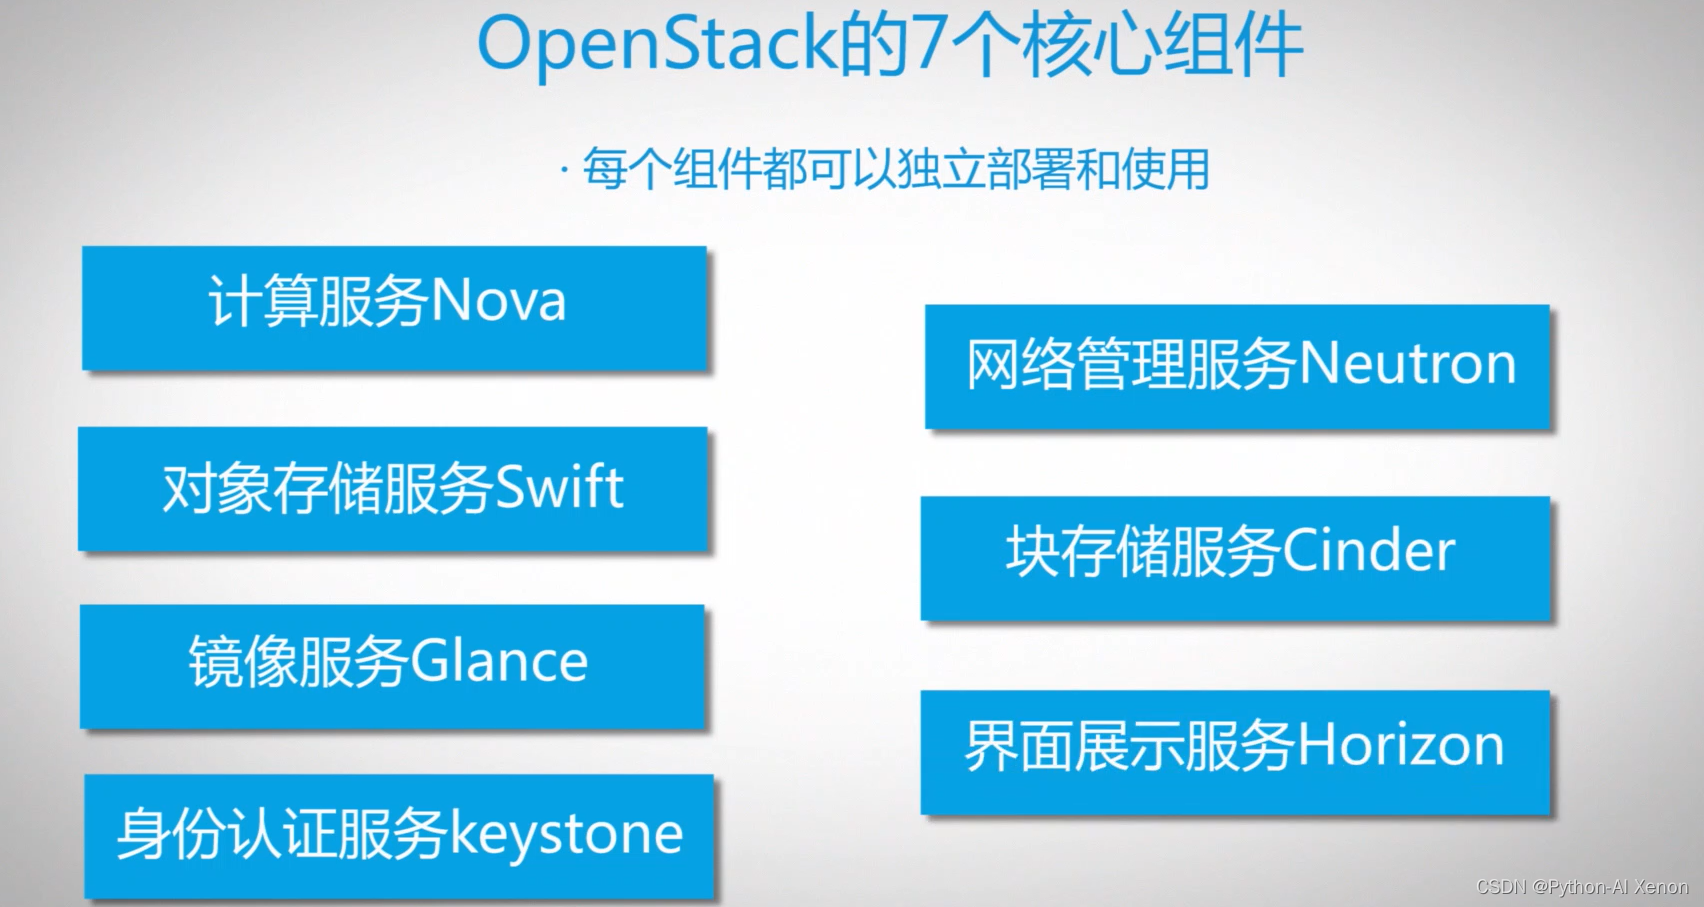 OpenStack的7个核心组件
· 每个组件都可以独立部署和使用
计算服务Nova
对象存储服务Swift
镜像服务Glance
身份认证服务keystone
网络管理服务Neutron
块存储服务Cinder
界面展示服务Horizon
CSDN @Python-AI Xenon